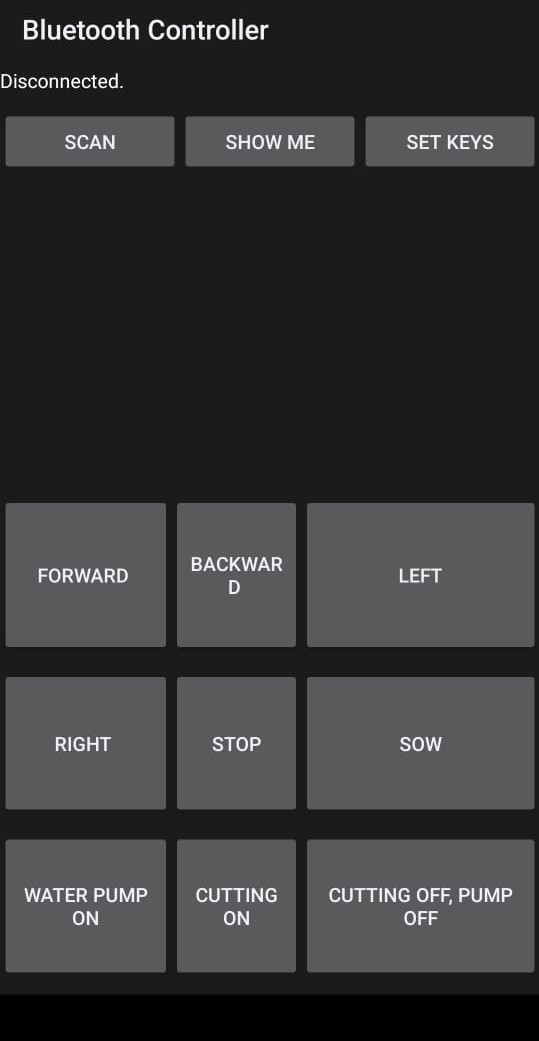 Bluetooth Controller
Disconnected.
SCAN
SHOW ME
SET KEYS
FORWARD
BACKWAR
D
LEFT
RIGHT
STOP
SOW
WATER PUMP
ON
CUTTING
ON
CUTTING OFF, PUMP
OFF